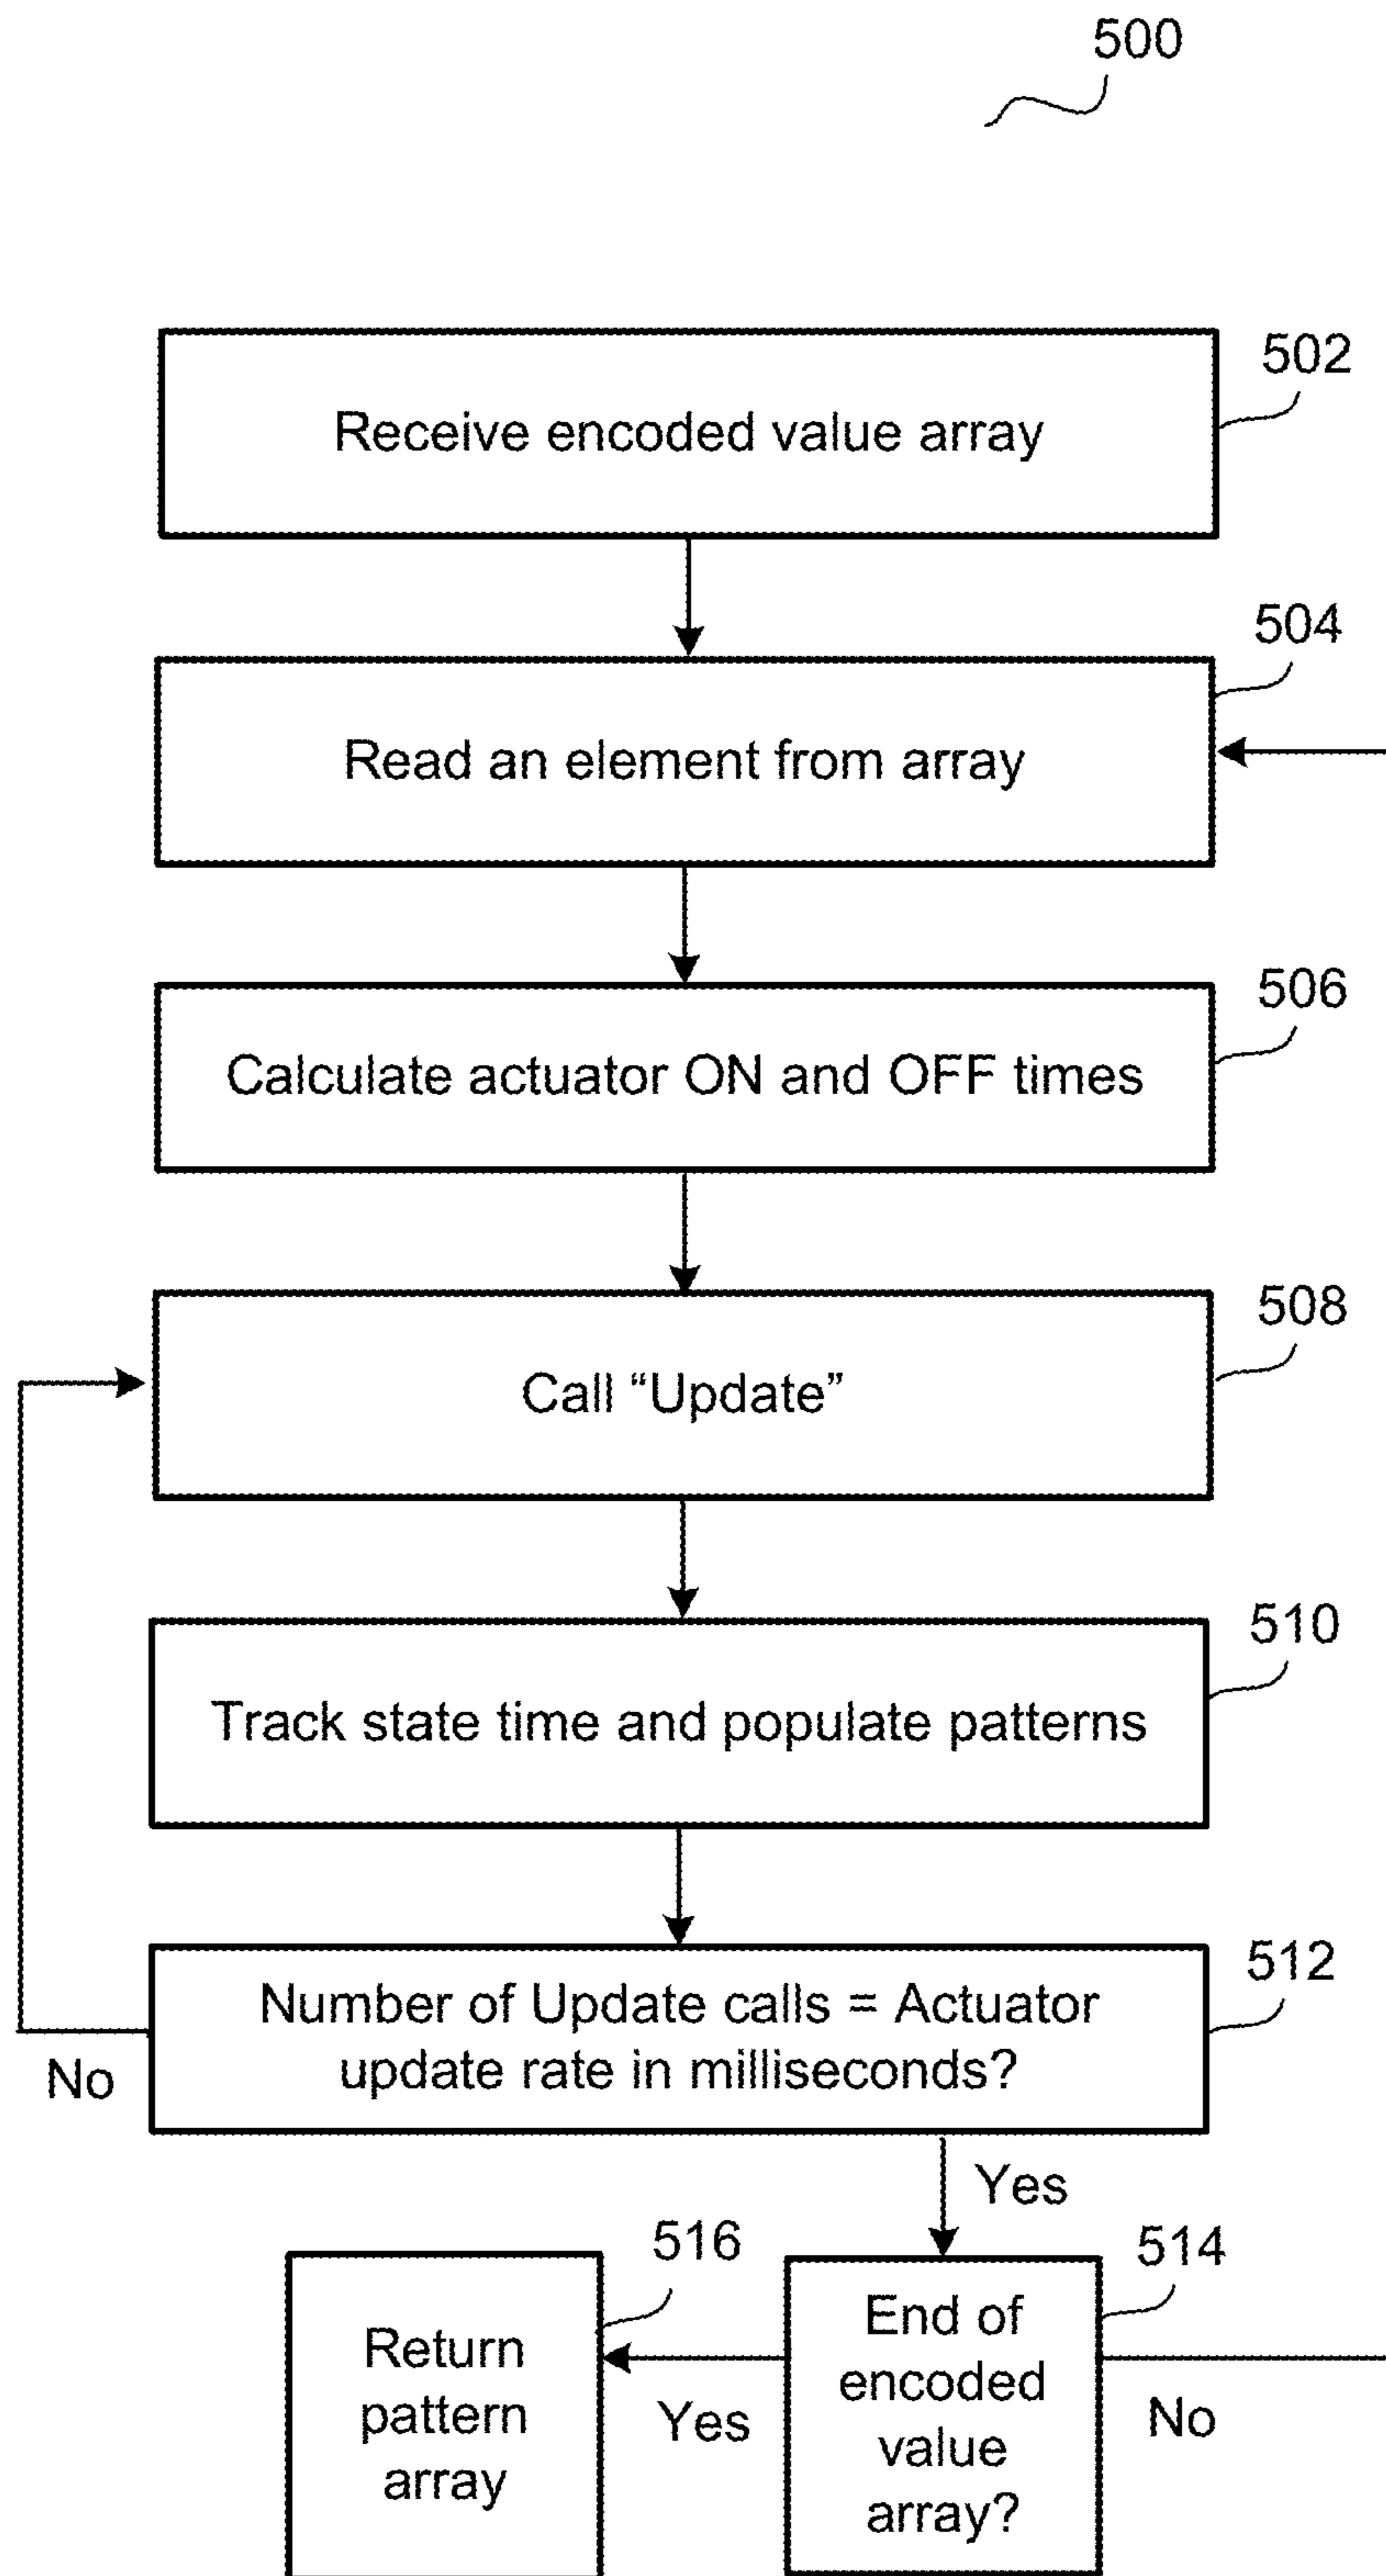 500
502
Receive encoded value array
504
Read an element from array
506
Calculate actuator ON and OFF times
508
Call “Update”
510
Track state time and populate patterns
512
Number of Update calls = Actuator
update rate in milliseconds?
No
Yes
516
514
Return
pattern
array
Yes
End of
encoded
value
array?
No